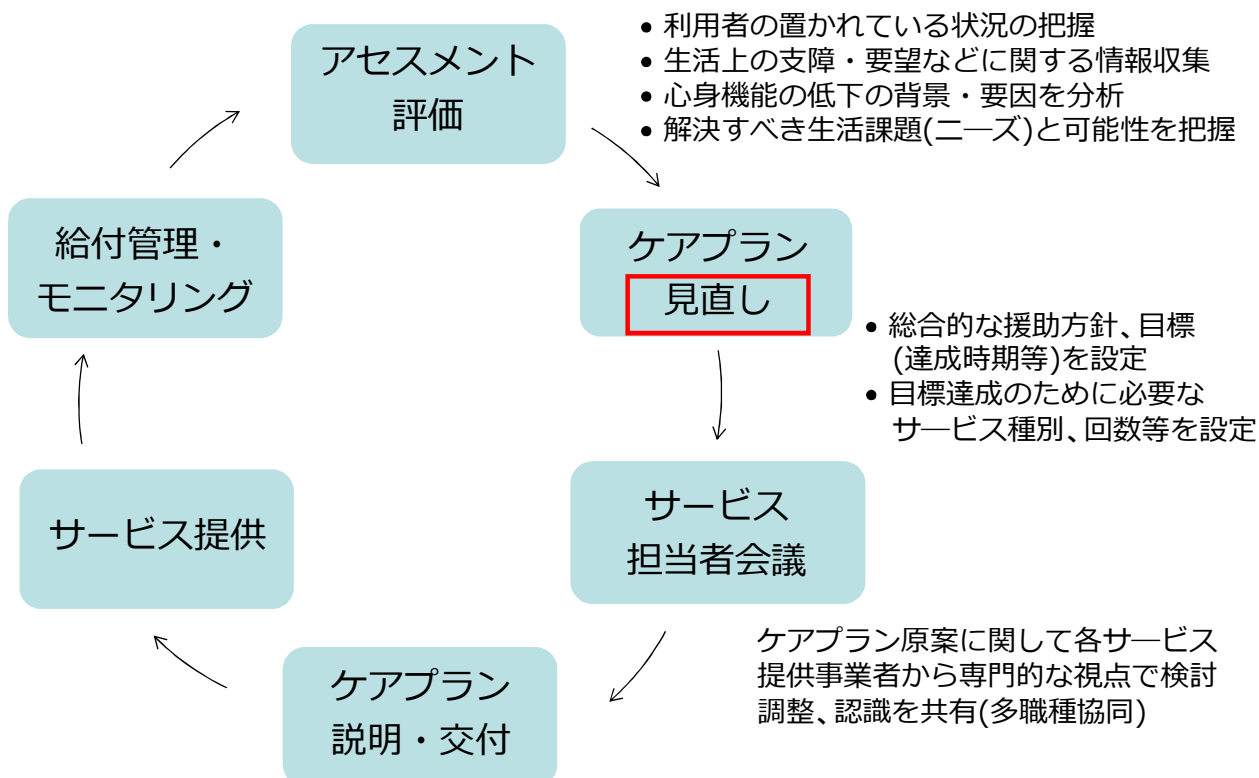 アセスメント
評価
• 利用者の置かれている状況の把握
• 生活上の支障・要望などに関する情報収集
• 心身機能の低下の背景・要因を分析
• 解決すべき生活課題(ニ―ズ)と可能性を把握
ケアプラン
見直し
• 総合的な援助方針、目標
(達成時期等)を設定
• 目標達成のために必要な
サ―ビス種別、回数等を設定
サービス
担当者会議
ケアプラン原案に関して各サ―ビス
提供事業者から専門的な視点で検討
調整、認識を共有(多職種協同)
ケアプラン
説明・交付
サービス提供
給付管理・
モニタリング